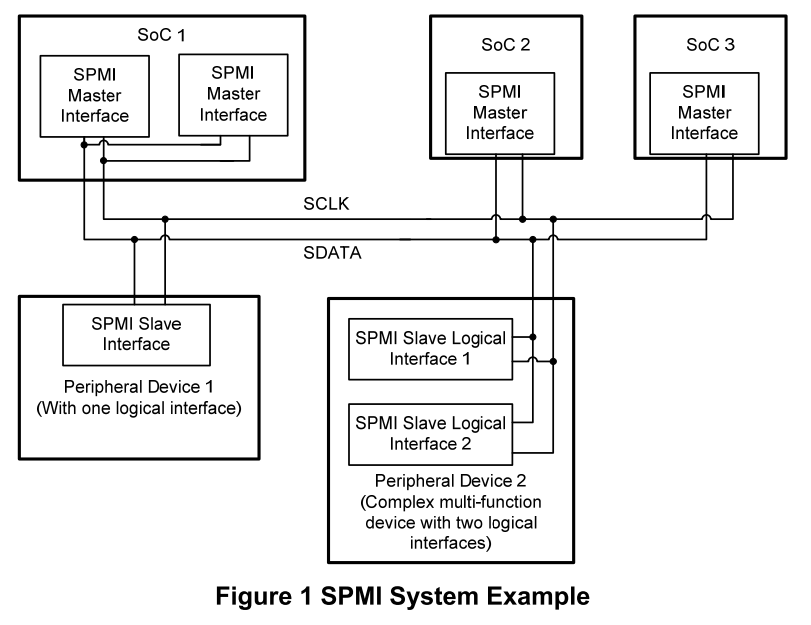 SoC 1
SPMI
Master
Interface
SPMI
Master
Interface
SoC 2
SPMI
Master
Interface
SoC 3
SPMI
Master
Interface
SCLK
SDATA
SPMI Slave
Interface
Peripheral Device 1
(With one logical interface)
SPMI Slave Logical
Interface 1
SPMI Slave Logical
Interface 2
Peripheral Device 2
(Complex multi-function
device with two logical
interfaces)
Figure 1 SPMI System Example